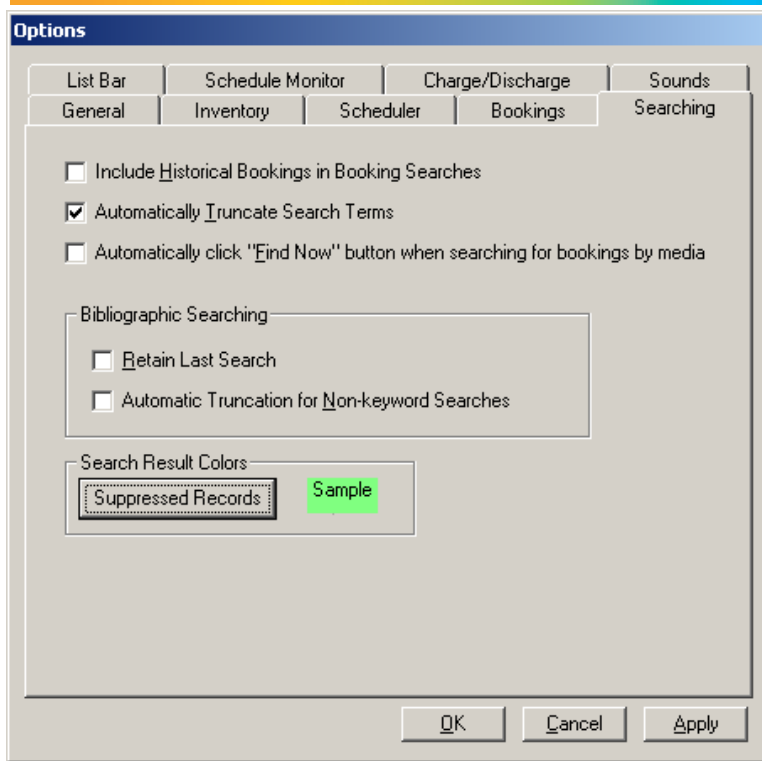 Options
List Bar Schedule Monitor Charge/Discharge Sounds
General Inventory Scheduler Bookings Searching
Include Historical Bookings in Booking Searches
Automatically Truncate Search Terms
Automatically click "Find Now" button when searching for bookings by media
Bibliographic Searching
Retain Last Search
Automatic Truncation for Non-keyword Searches
Search Result Colors
Suppressed Records Sample
OK Cancel Apply